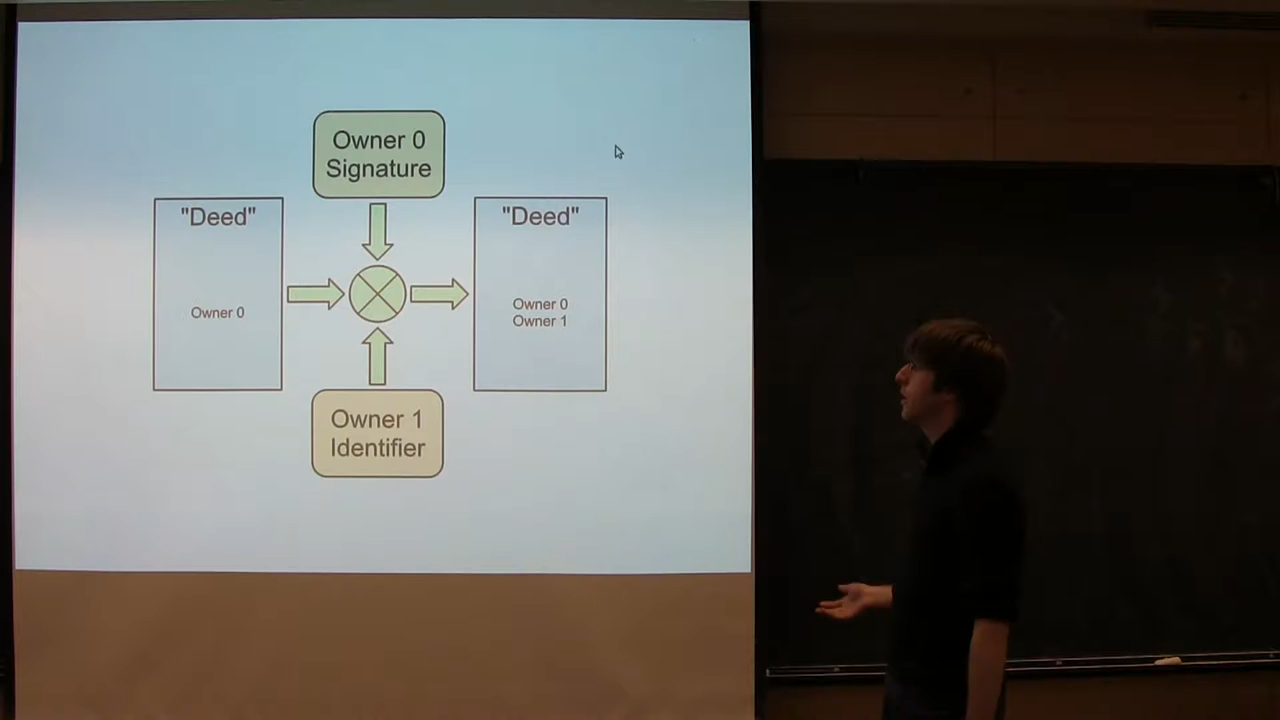 Owner 0
Signature
"Deed"
Owner 0
"Deed"
Owner 0
Owner 1
Owner 1
Identifier